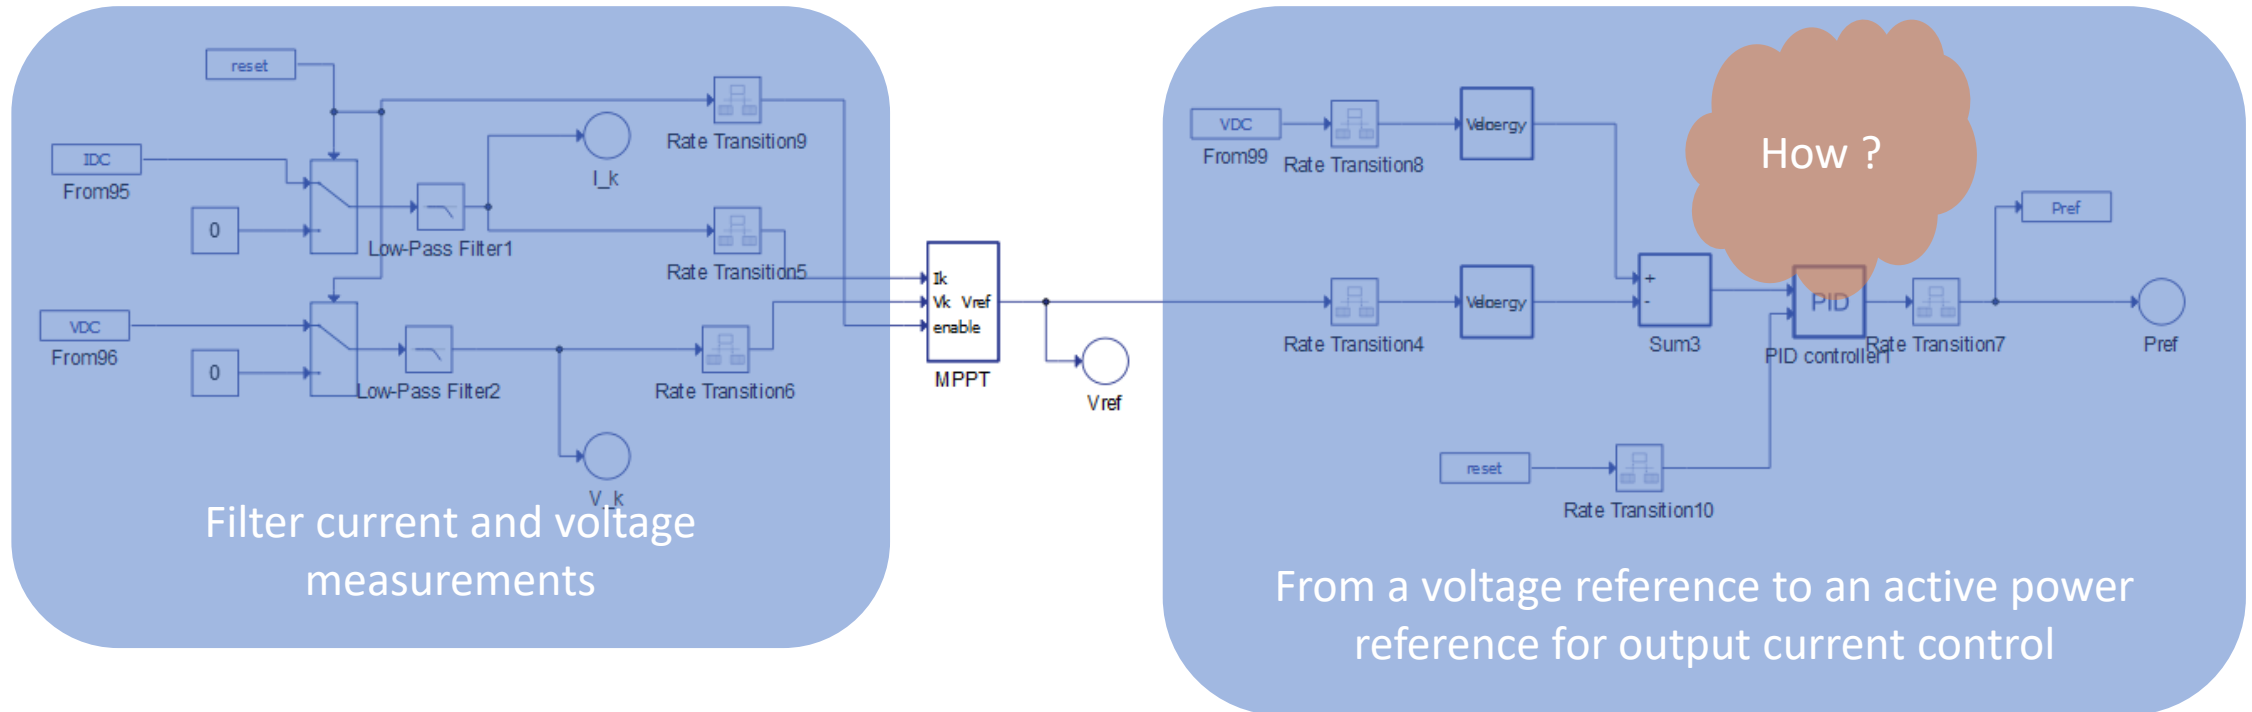 reset
Rate Transition9
IDC
From95
0
Low-Pass Filter1
I_k
Rate Transition5
VDC
From96
0
Low-Pass Filter2
Rate Transition6
V_k
Filter current and voltage
measurements
Ik
Vk Vref
enable
MPPT
Vref
VDC
From99
Rate Transition8
How ?
Rate Transition4
+
-
Sum3
PID
PID controller1
Rate Transition7
Pref
Pref
reset
Rate Transition10
From a voltage reference to an active power
reference for output current control